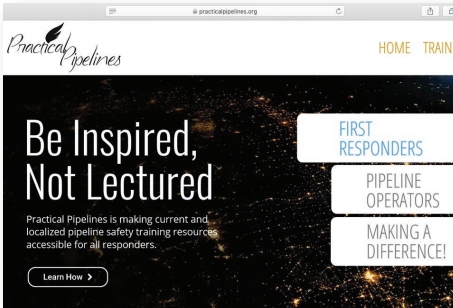 practicalpipelines.org
Practical
Pipelines
HOME TRAIN
Be Inspired,
Not Lectured
Practical Pipelines is making current and
localized pipeline safety training resources
accessible for all responders.
Learn How
FIRST
RESPONDERS
PIPELINE
OPERATORS
MAKING A
DIFFERENCE!